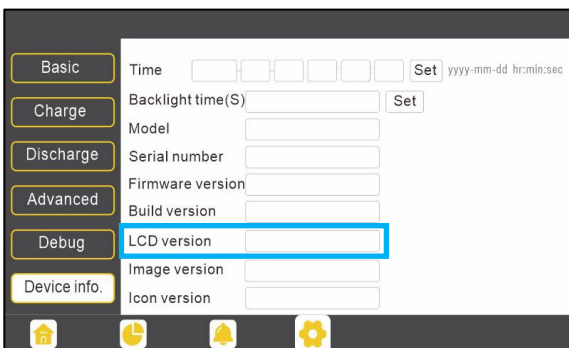 Basic
Charge
Discharge
Advanced
Debug
Device info.
Time - - : : Set yyyy-mm-dd hr:min:sec
Backlight time(S) Set
Model
Serial number
Firmware version
Build version
LCD version
Image version
Icon version